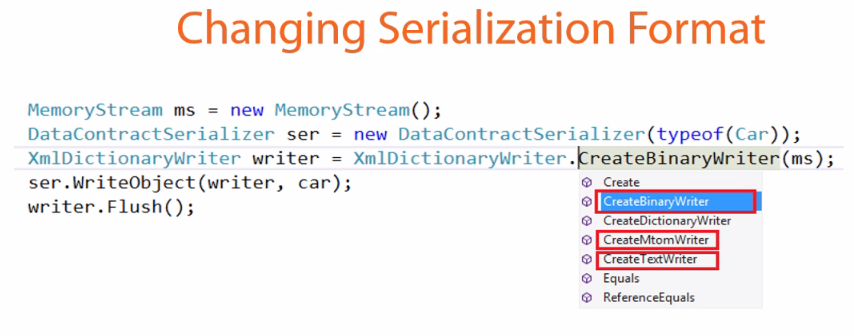 Changing Serialization Format
MemoryStream ms = new MemoryStream();
DataContractSerializer ser = new DataContractSerializer(typeof(Car));
XmlDictionaryWriter writer = XmlDictionaryWriter.CreateBinaryWriter(ms);
ser.WriteObject(writer, car);
writer.Flush();
Create
CreateBinaryWriter
CreateDictionaryWriter
CreateMtomWriter
CreateTextWriter
Equals
ReferenceEquals